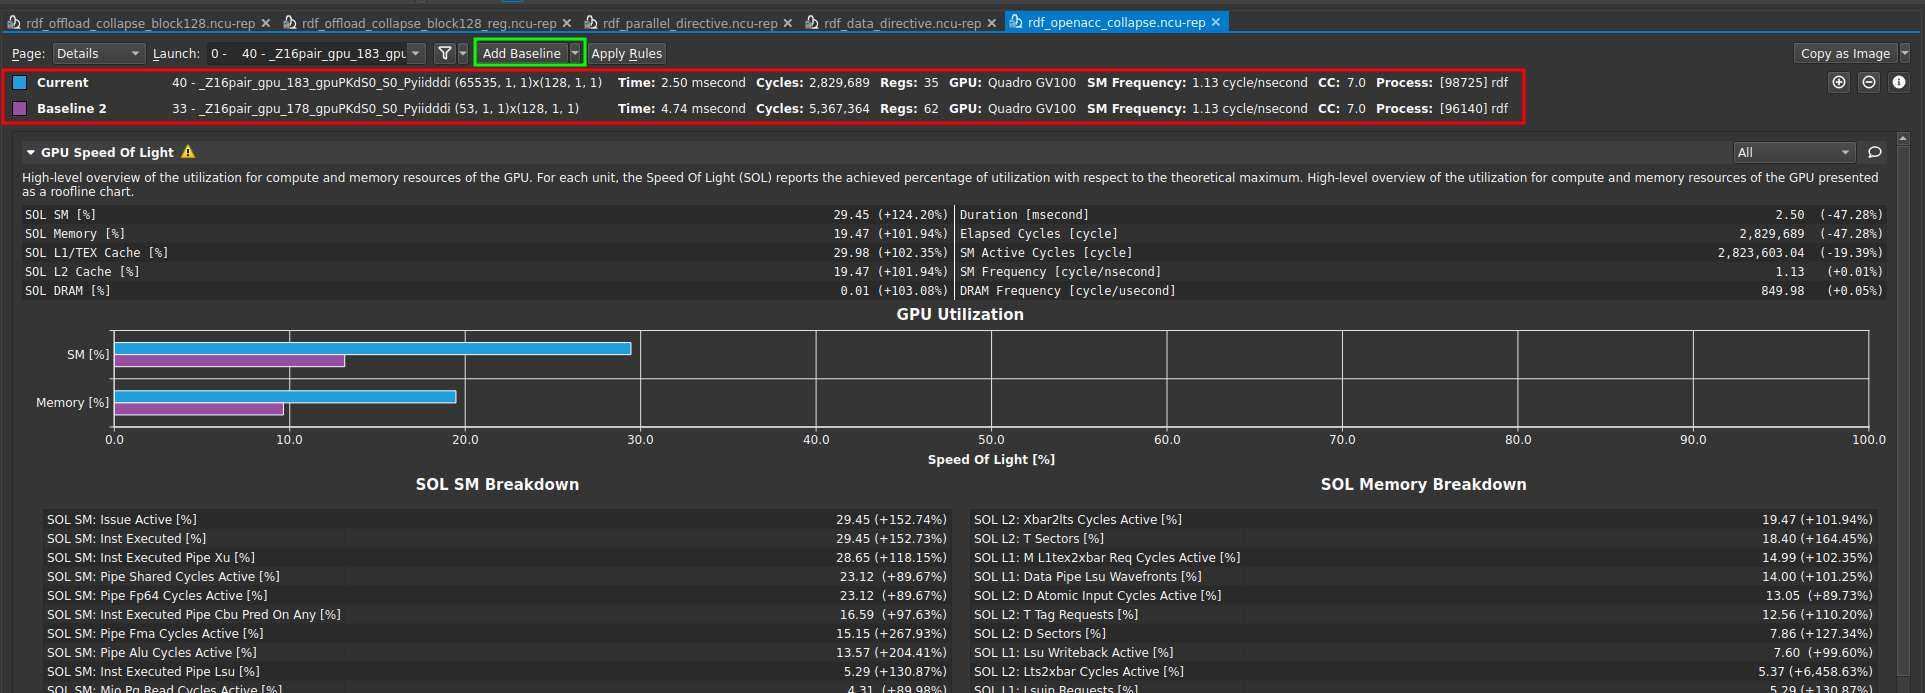 rdf_offload_collapse_block128.ncu-rep × rdf_offload_collapse_block128_reg.ncu-rep × rdf_parallel_directive.ncu-rep × rdf_data_directive.ncu-rep × rdf_openacc_collapse.ncu-rep ×
Page: Details Launch: 0 - 40 - _Z16pair_gpu_183_gpu Add Baseline Apply Rules Copy as Image
Current 40 - _Z16pair_gpu_183_gpuPKdS0_S0_Pyiidddi (65535, 1, 1)x(128, 1, 1) Time: 2.50 msecond Cycles: 2,829,689 Regs: 35 GPU: Quadro GV100 SM Frequency: 1.13 cycle/nsecond CC: 7.0 Process: [98725] rdf
Baseline 2 33 - _Z16pair_gpu_178_gpuPKdS0_S0_Pyiidddi (53, 1, 1)x(128, 1, 1) Time: 4.74 msecond Cycles: 5,367,364 Regs: 62 GPU: Quadro GV100 SM Frequency: 1.13 cycle/nsecond CC: 7.0 Process: [96140] rdf
GPU Speed Of Light All
High-level overview of the utilization for compute and memory resources of the GPU. For each unit, the Speed Of Light (SOL) reports the achieved percentage of utilization with respect to the theoretical maximum. High-level overview of the utilization for compute and memory resources of the GPU presented
as a roofline chart.
SOL SM [%] 29.45 (+124.20%) Duration [msecond] 2.50 (-47.28%)
SOL Memory [%] 19.47 (+101.94%) Elapsed Cycles [cycle] 2,829,689 (-47.28%)
SOL L1/TEX Cache [%] 29.98 (+102.35%) SM Active Cycles [cycle] 2,823,603.04 (-19.39%)
SOL L2 Cache [%] 19.47 (+101.94%) SM Frequency [cycle/nsecond] 1.13 (+0.01%)
SOL DRAM [%] 0.01 (+103.08%) DRAM Frequency [cycle/usecond] 849.98 (+0.05%)
GPU Utilization
SM [%]
Memory [%]
0.0 10.0 20.0 30.0 40.0 50.0 60.0 70.0 80.0 90.0 100.0
Speed Of Light [%]
SOL SM Breakdown SOL Memory Breakdown
SOL SM: Issue Active [%] 29.45 (+152.74%) SOL L2: Xbar2lts Cycles Active [%] 19.47 (+101.94%)
SOL SM: Inst Executed [%] 29.45 (+152.73%) SOL L2: T Sectors [%] 18.40 (+164.45%)
SOL SM: Inst Executed Pipe Xu [%] 28.65 (+118.15%) SOL L1: M L1tex2xbar Req Cycles Active [%] 14.99 (+102.35%)
SOL SM: Pipe Shared Cycles Active [%] 23.12 (+89.67%) SOL L1: Data Pipe Lsu Wavefronts [%] 14.00 (+101.25%)
SOL SM: Pipe Fp64 Cycles Active [%] 23.12 (+89.67%) SOL L2: D Atomic Input Cycles Active [%] 13.05 (+89.73%)
SOL SM: Inst Executed Pipe Cbu Pred On Any [%] 16.59 (+97.63%) SOL L2: T Tag Requests [%] 12.56 (+110.20%)
SOL SM: Pipe Fma Cycles Active [%] 15.15 (+267.93%) SOL L2: D Sectors [%] 7.86 (+127.34%)
SOL SM: Pipe Alu Cycles Active [%] 13.57 (+204.41%) SOL L1: Lsu Writeback Active [%] 7.60 (+99.60%)
SOL SM: Inst Executed Pipe Lsu [%] 5.29 (+130.87%) SOL L2: Lts2xbar Cycles Active [%] 5.37 (+6,458.63%)
SOL SM: Mio Pq Read Cycles Active [%] 4.31 (+89.98%) SOL L1: Lsuin Requests [%] 5.29 (+130.87%)